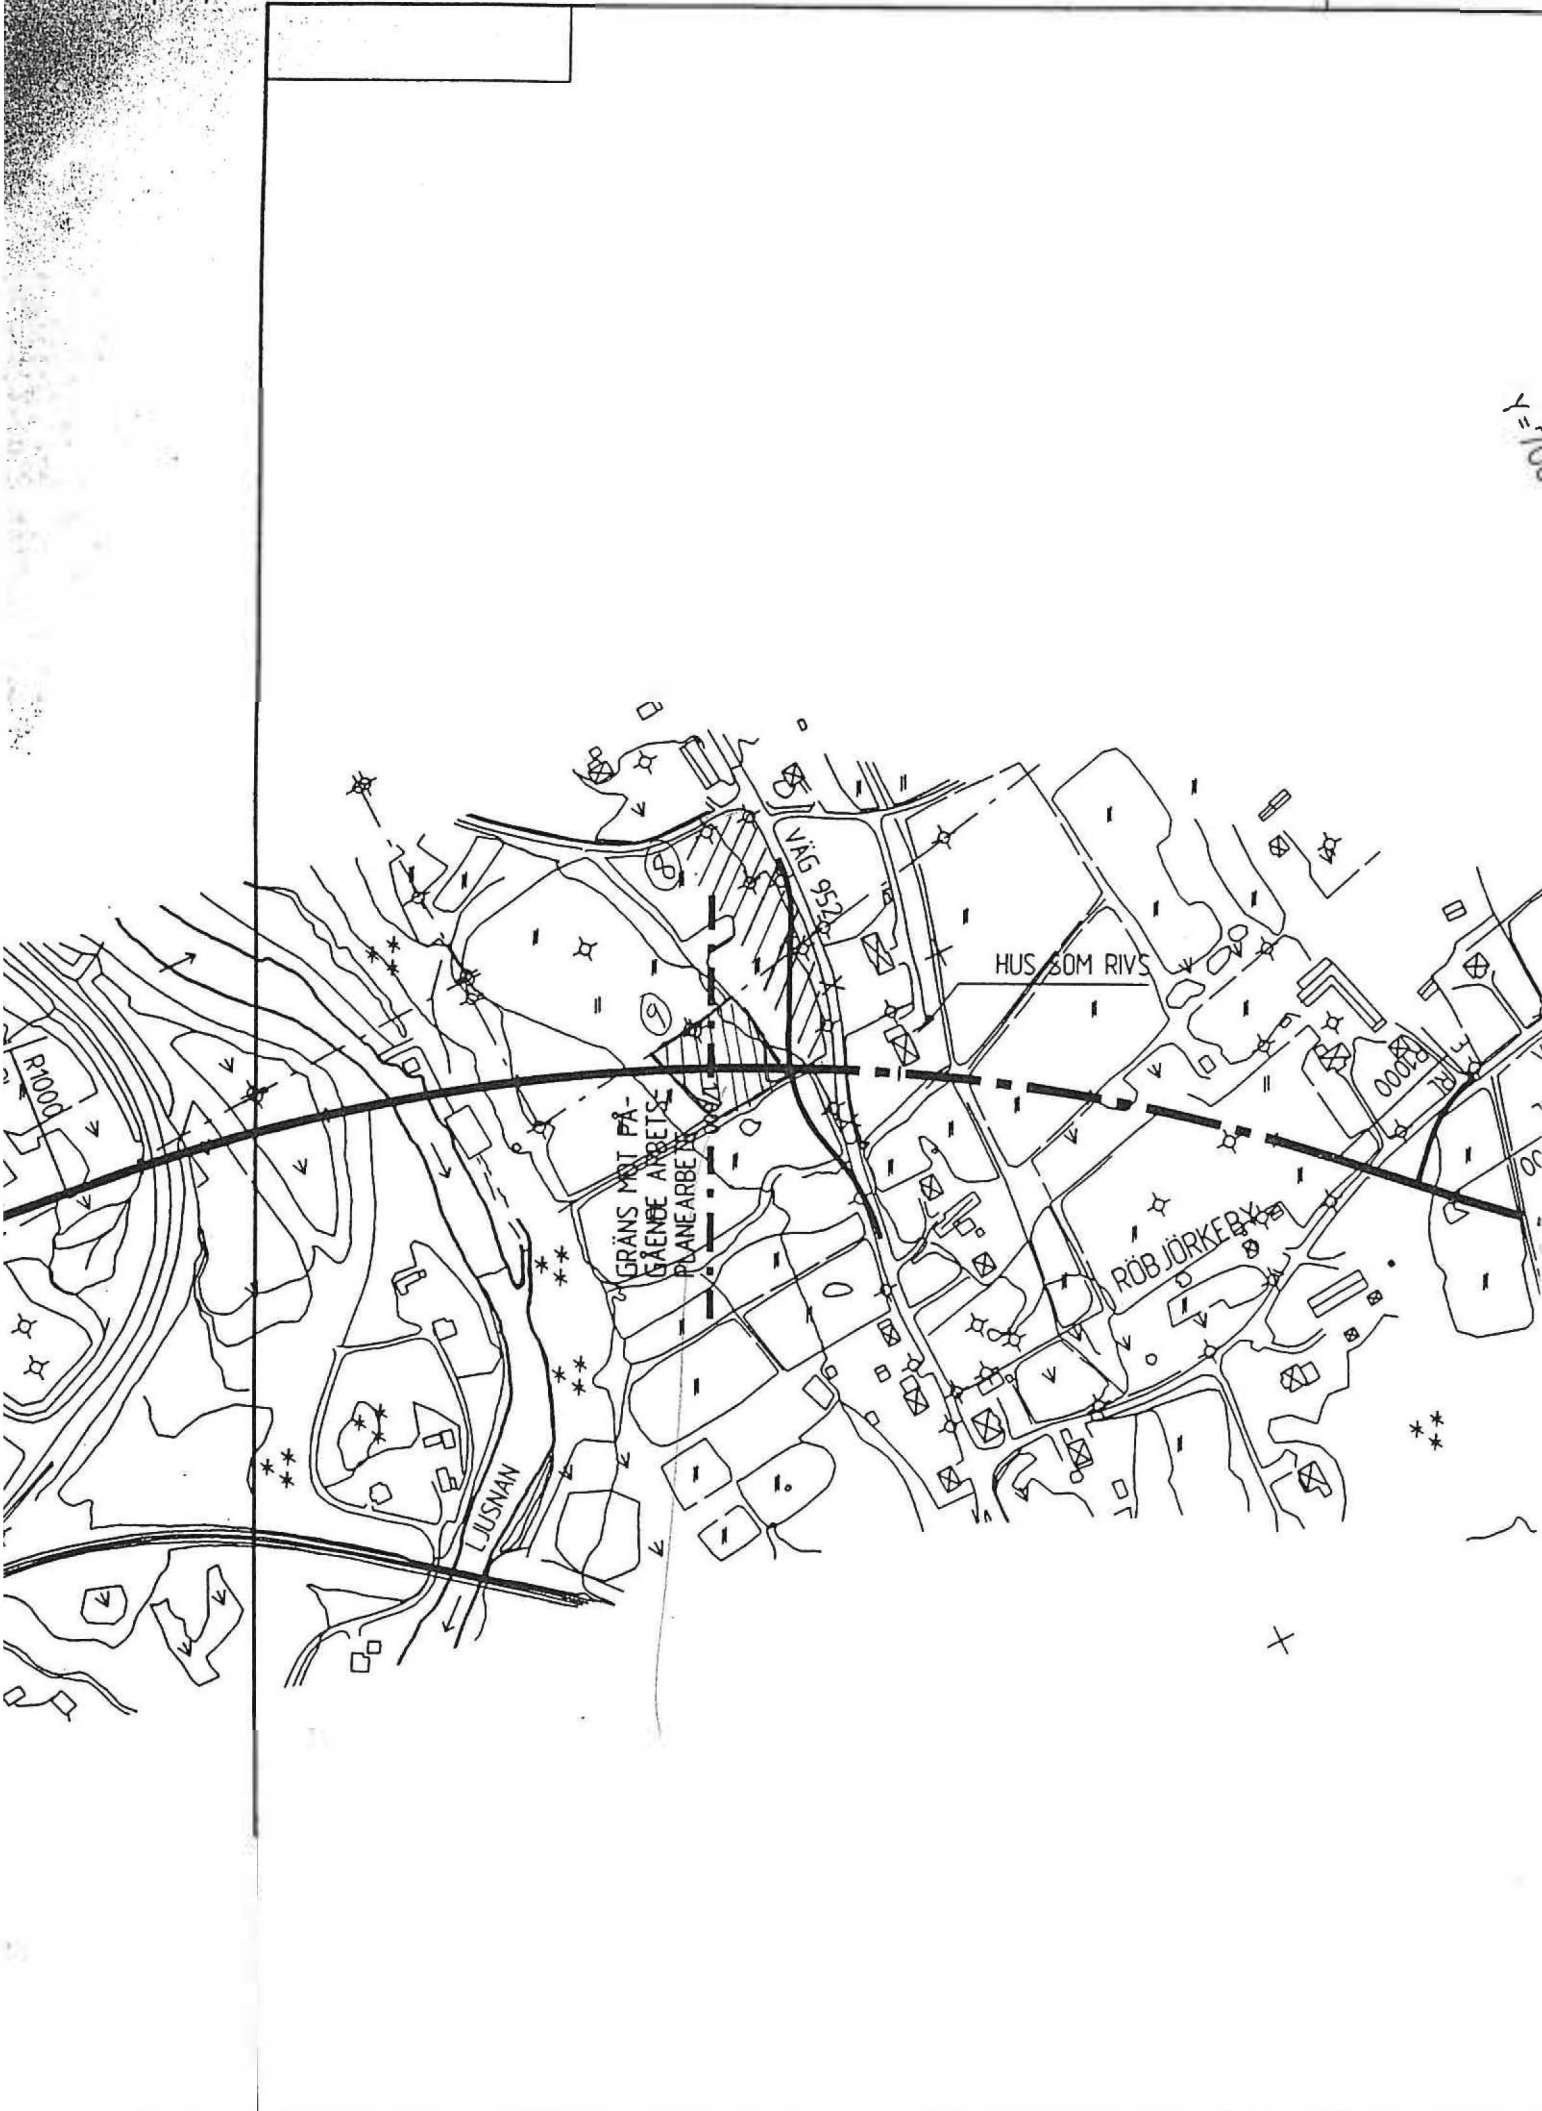 VÄG 952
8
HUS SOM RIVS
9
R1000
R1000
GRÄNS MOT PÅ-
GÅENDE ARBETS-
PLANEARBETE
RÖBJÖRKEBY
LJUSNAN